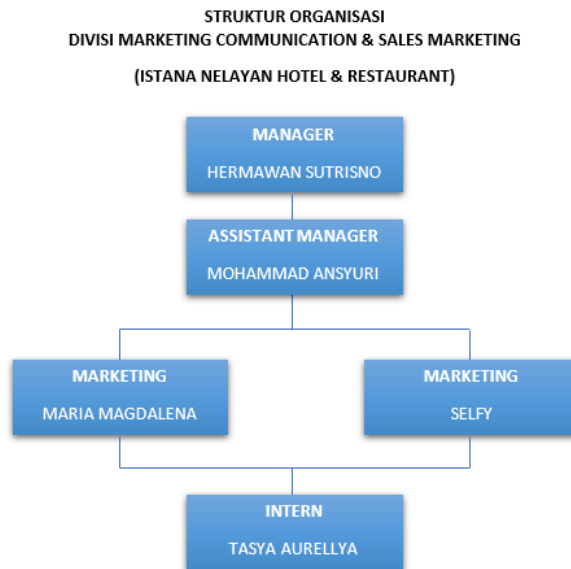 STRUKTUR ORGANISASI
DIVISI MARKETING COMMUNICATION & SALES MARKETING
(ISTANA NELAYAN HOTEL & RESTAURANT)
MANAGER
HERMAWAN SUTRISNO
ASSISTANT MANAGER
MOHAMMAD ANSYURI
MARKETING
MARIA MAGDALENA
MARKETING
SELFY
INTERN
TASYA AURELLYA